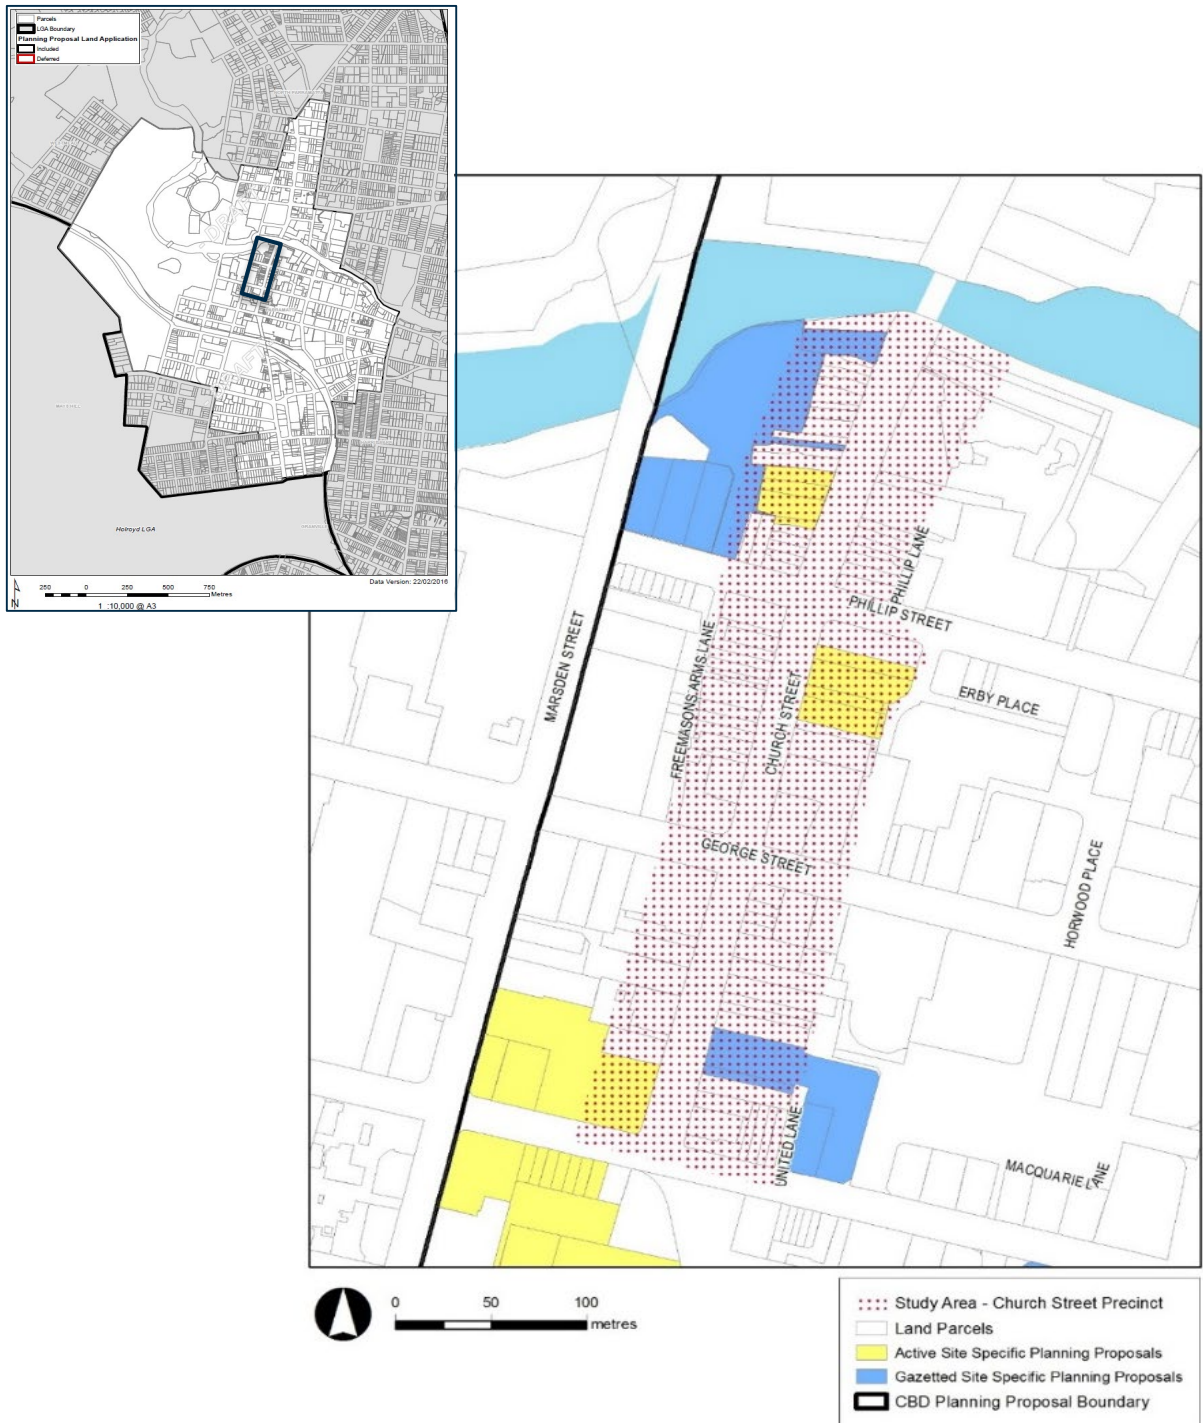 Parcels
LGA Boundary
Planning Proposal Land Application
Included
Deferred
Holroyd LGA
Data Version: 22/02/2016
250 0 250 500 750
Metres
N
1 :10,000 @ A3
MARSDEN STREET
FREEMASONS ARMS LANE
CHURCH STREET
PHILLIP LANE
PHILLIP STREET
ERBY PLACE
GEORGE STREET
HORWOOD PLACE
UNITED LANE
MACQUARIE LANE
0 50 100
metres
Study Area - Church Street Precinct
Land Parcels
Active Site Specific Planning Proposals
Gazetted Site Specific Planning Proposals
CBD Planning Proposal Boundary